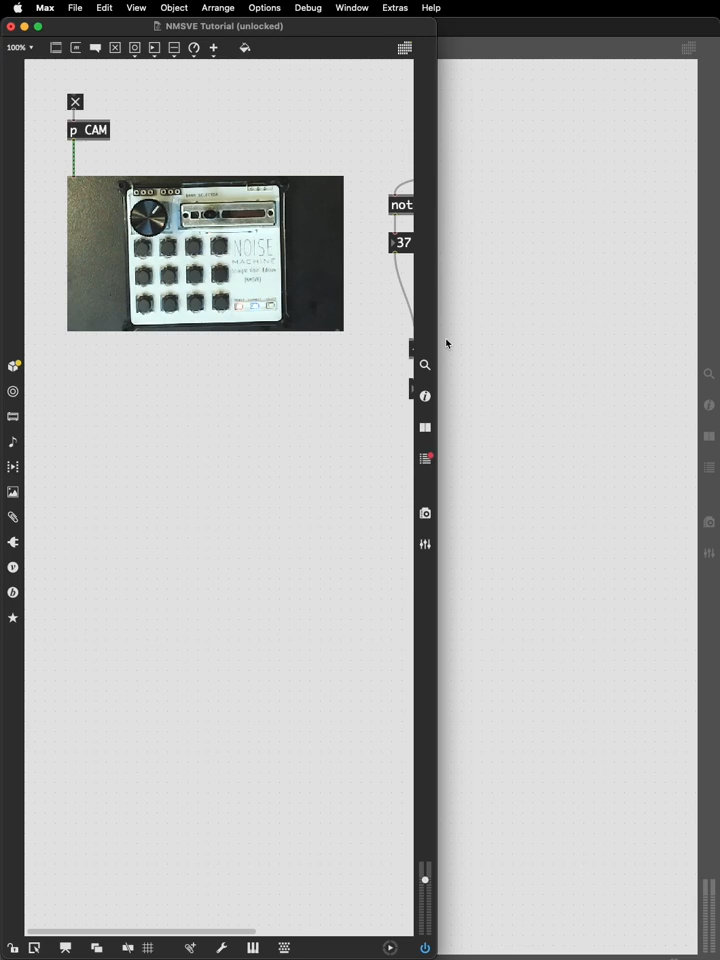 Max File Edit View Object Arrange Options Debug Window Extras Help
NMSVE Tutorial (unlocked)
100%
p CAM
NOISE
MACHINE
not
37